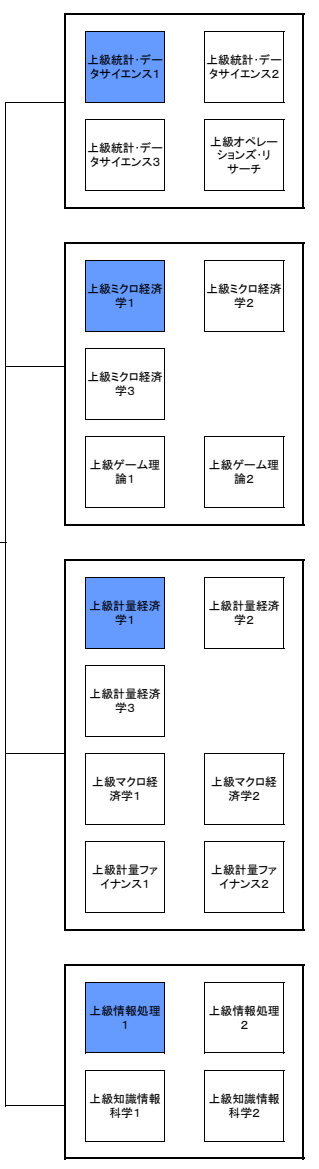 上級統計・デー
タサイエンス1
上級統計・デー
タサイエンス2
上級統計・デー
タサイエンス3
上級オペレー
ションズ・リ
サーチ
上級ミクロ経済
学1
上級ミクロ経済
学2
上級ミクロ経済
学3
上級ゲーム理
論1
上級ゲーム理
論2
上級計量経済
学1
上級計量経済
学2
上級計量経済
学3
上級マクロ経
済学1
上級マクロ経
済学2
上級計量ファ
イナンス1
上級計量ファ
イナンス2
上級情報処理
1
上級情報処理
2
上級知識情報
科学1
上級知識情報
科学2